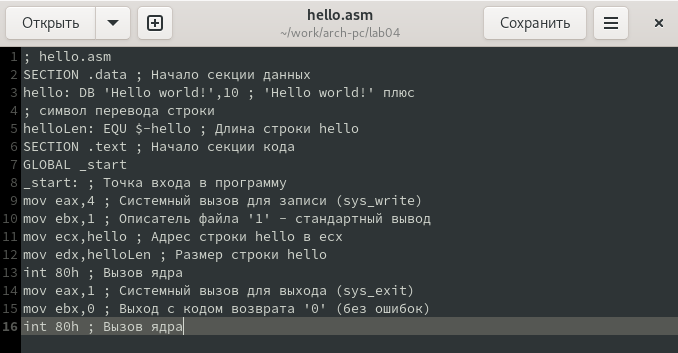 Открыть
hello.asm
~/work/arch-pc/lab04
Сохранить
1 ; hello.asm
2 SECTION .data ; Начало секции данных
3 hello: DB 'Hello world!',10 ; 'Hello world!' плюс
4 ; символ перевода строки
5 helloLen: EQU $-hello ; Длина строки hello
6 SECTION .text ; Начало секции кода
7 GLOBAL _start
8 _start: ; Точка входа в программу
9 mov eax,4 ; Системный вызов для записи (sys_write)
10 mov ebx,1 ; Описатель файла '1' - стандартный вывод
11 mov ecx,hello ; Адрес строки hello в ecx
12 mov edx,helloLen ; Размер строки hello
13 int 80h ; Вызов ядра
14 mov eax,1 ; Системный вызов для выхода (sys_exit)
15 mov ebx,0 ; Выход с кодом возврата '0' (без ошибок)
16 int 80h ; Вызов ядра